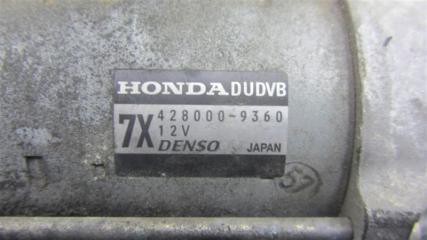 HONDA DUDVB
7X 428000-9360
12V
DENSO JAPAN